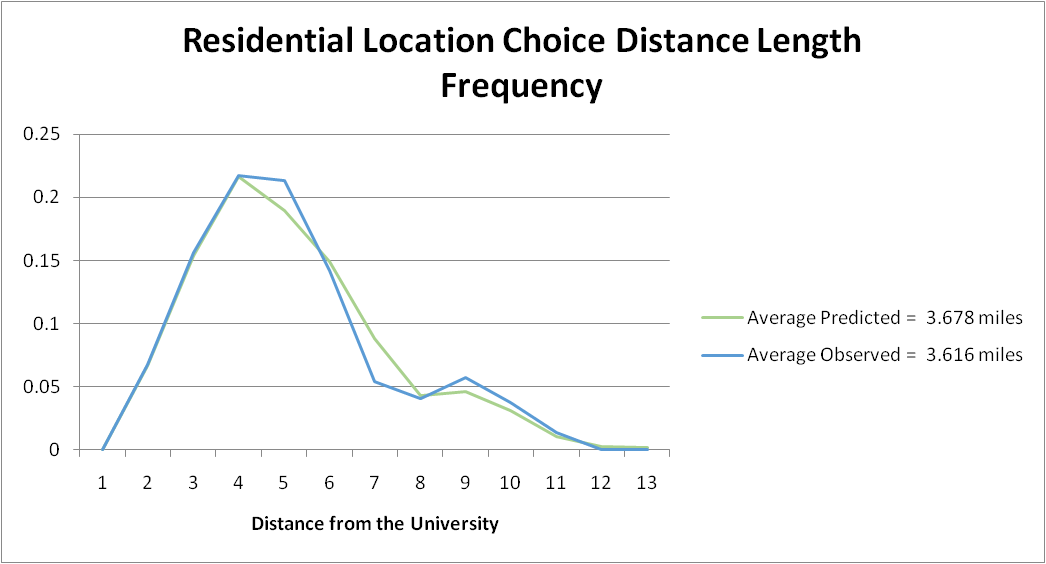 Residential Location Choice Distance Length
Frequency
0.25
0.2
0.15
0.1
0.05
0
1 2 3 4 5 6 7 8 9 10 11 12 13
Distance from the University
Average Predicted = 3.678 miles
Average Observed = 3.616 miles